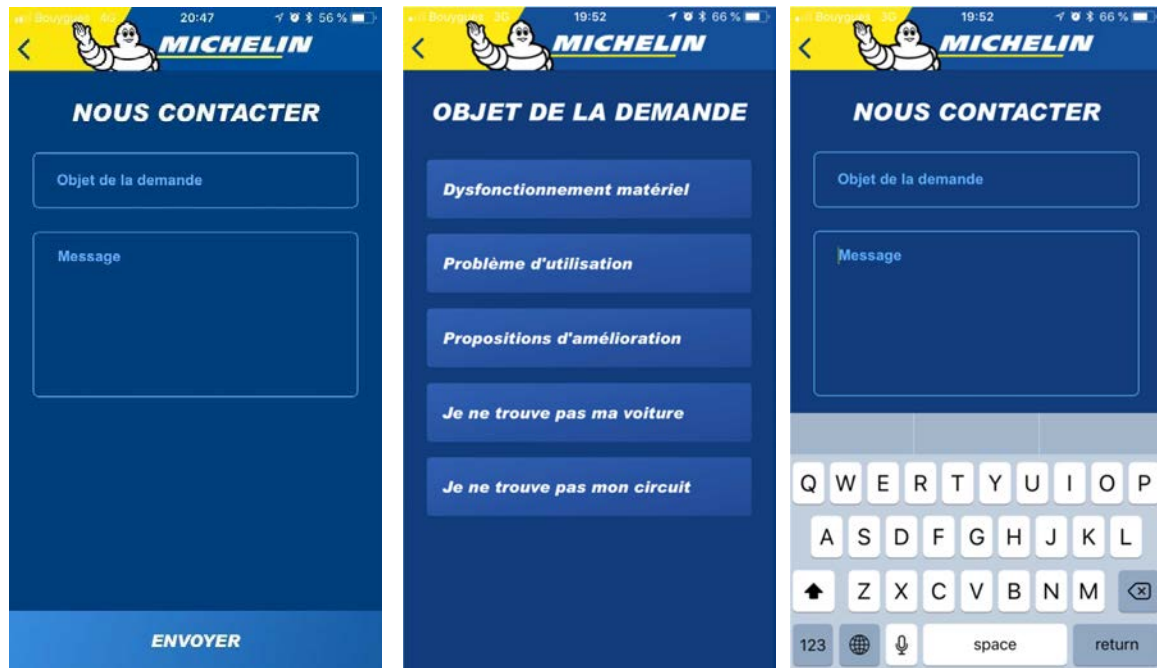 Bouygues 4G 20:47 56 %
MICHELIN
NOUS CONTACTER
Objet de la demande
Message
ENVOYER
Bouygues 3G 19:52 66 %
MICHELIN
OBJET DE LA DEMANDE
Dysfonctionnement matériel
Problème d'utilisation
Propositions d'amélioration
Je ne trouve pas ma voiture
Je ne trouve pas mon circuit
Bouygues 3G 19:52 66 %
MICHELIN
NOUS CONTACTER
Objet de la demande
Message
Q W E R T Y U I O P
A S D F G H J K L
Z X C V B N M
123 space return